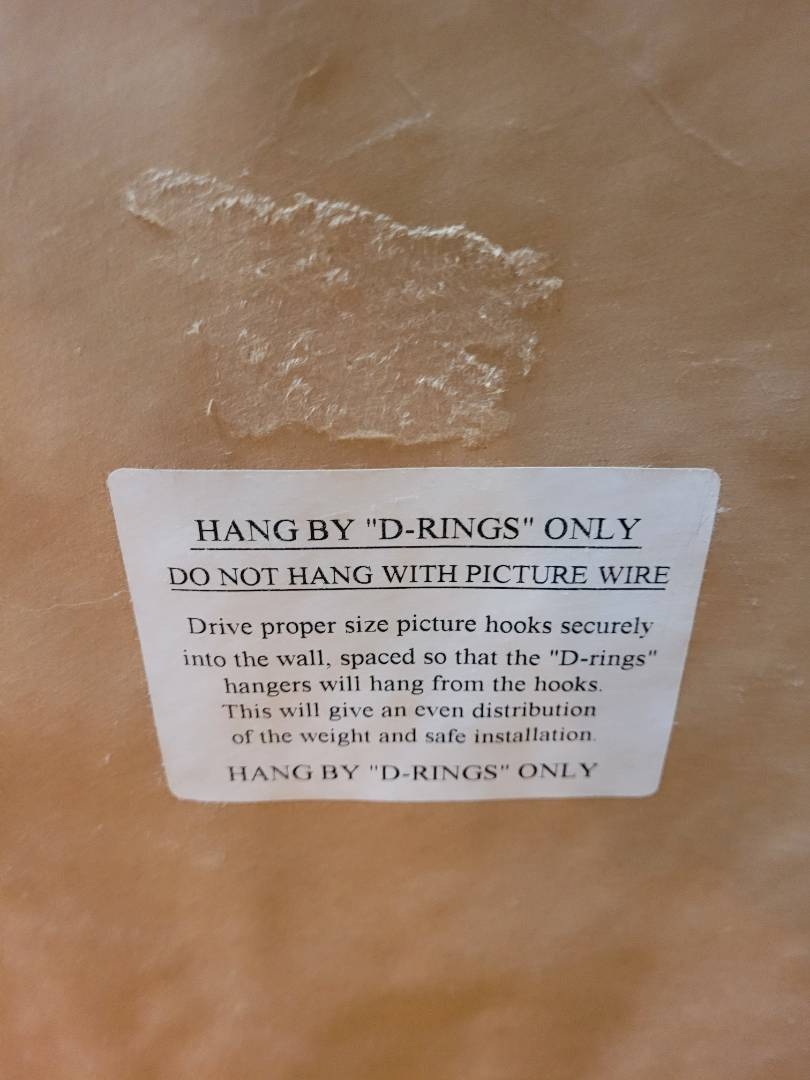 HANG BY "D-RINGS" ONLY
DO NOT HANG WITH PICTURE WIRE
Drive proper size picture hooks securely
into the wall, spaced so that the "D-rings"
hangers will hang from the hooks.
This will give an even distribution
of the weight and safe installation.
HANG BY "D-RINGS" ONLY